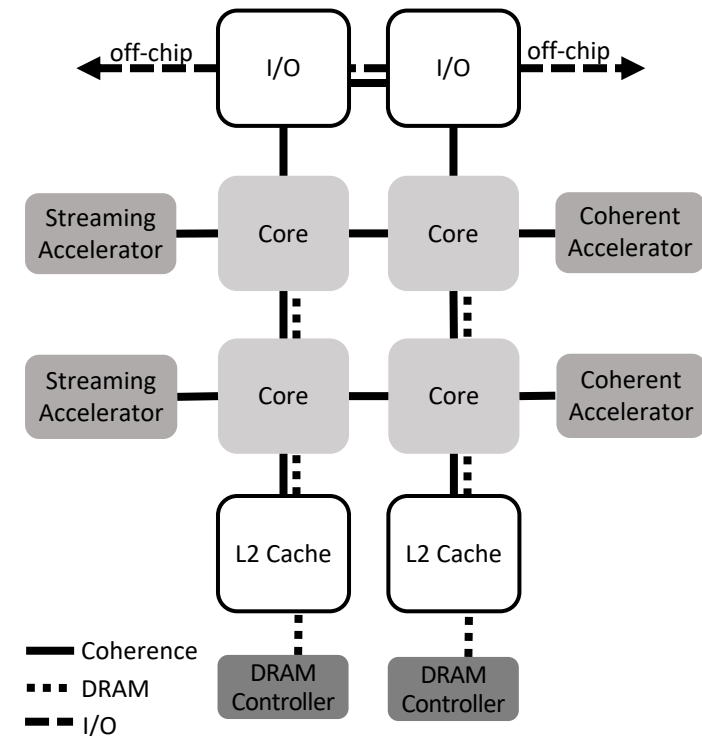 off-chip
I/O
I/O
off-chip
Streaming
Accelerator
Core
Core
Coherent
Accelerator
Streaming
Accelerator
Core
Core
Coherent
Accelerator
L2 Cache
L2 Cache
Coherence
DRAM
I/O
DRAM
Controller
DRAM
Controller